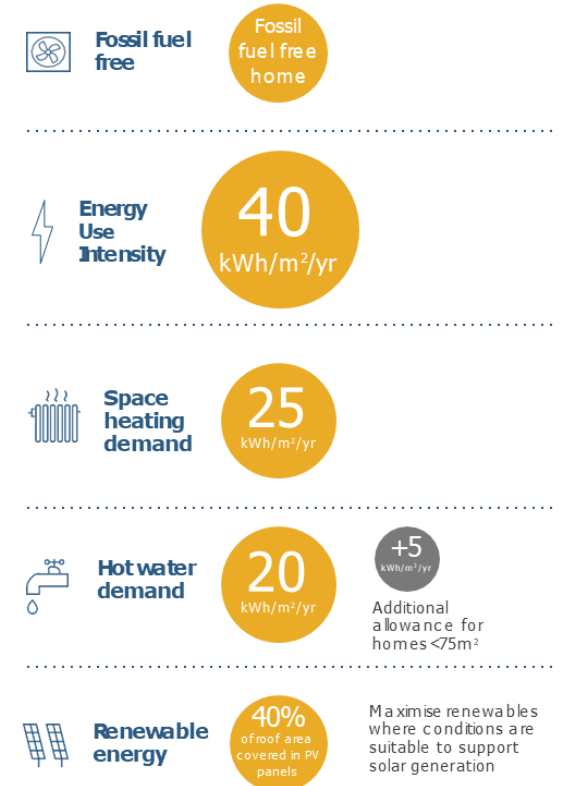 Fossil fuel
free
Fossil
fuel free
home
Energy
Use
Intensity
40
kWh/m²/yr
Space
heating
demand
25
kWh/m²/yr
Hot water
demand
20
kWh/m²/yr
+5
kWh/m²/yr
Additional
allowance for
homes <75m²
Renewable
energy
40%
of roof area
covered in PV
panels
Maximise renewables
where conditions are
suitable to support
solar generation